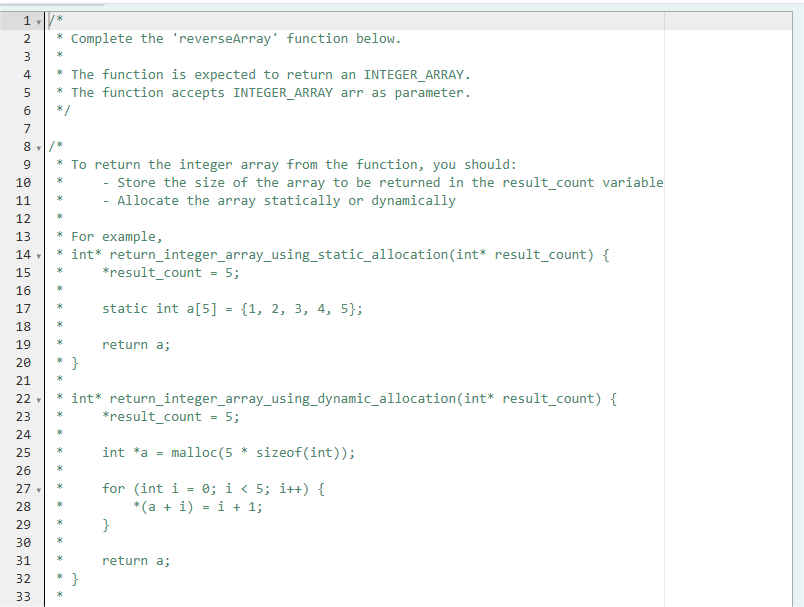 1 /*
2  * Complete the 'reverseArray' function below.
3  *
4  * The function is expected to return an INTEGER_ARRAY.
5  * The function accepts INTEGER_ARRAY arr as parameter.
6  */
7
8 /*
9  * To return the integer array from the function, you should:
10  *     - Store the size of the array to be returned in the result_count variable
11  *     - Allocate the array statically or dynamically
12  *
13  * For example,
14  * int* return_integer_array_using_static_allocation(int* result_count) {
15  *     *result_count = 5;
16  *
17  *     static int a[5] = {1, 2, 3, 4, 5};
18  *
19  *     return a;
20  * }
21  *
22  * int* return_integer_array_using_dynamic_allocation(int* result_count) {
23  *     *result_count = 5;
24  *
25  *     int *a = malloc(5 * sizeof(int));
26  *
27  *     for (int i = 0; i < 5; i++) {
28  *         *(a + i) = i + 1;
29  *     }
30  *
31  *     return a;
32  * }
33  *